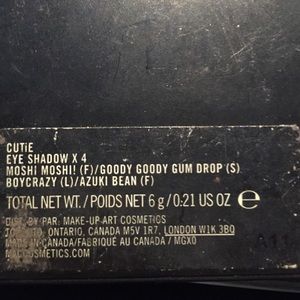 CUTiE
EYE SHADOW X 4
MOSHI MOSHI! (F)/GOODY GOODY GUM DROP (S)
BOYCRAZY (L)/AZUKI BEAN (F)
TOTAL NET WT. / POIDS NET 6 g / 0.21 US OZ ℮
DIST. BY/PAR: MAKE-UP ART COSMETICS
TORONTO, ONTARIO, CANADA M5V 1R7, LONDON W1K 3BQ
MADE IN CANADA/FABRIQUÉ AU CANADA / MGX0
MACCOSMETICS.COM